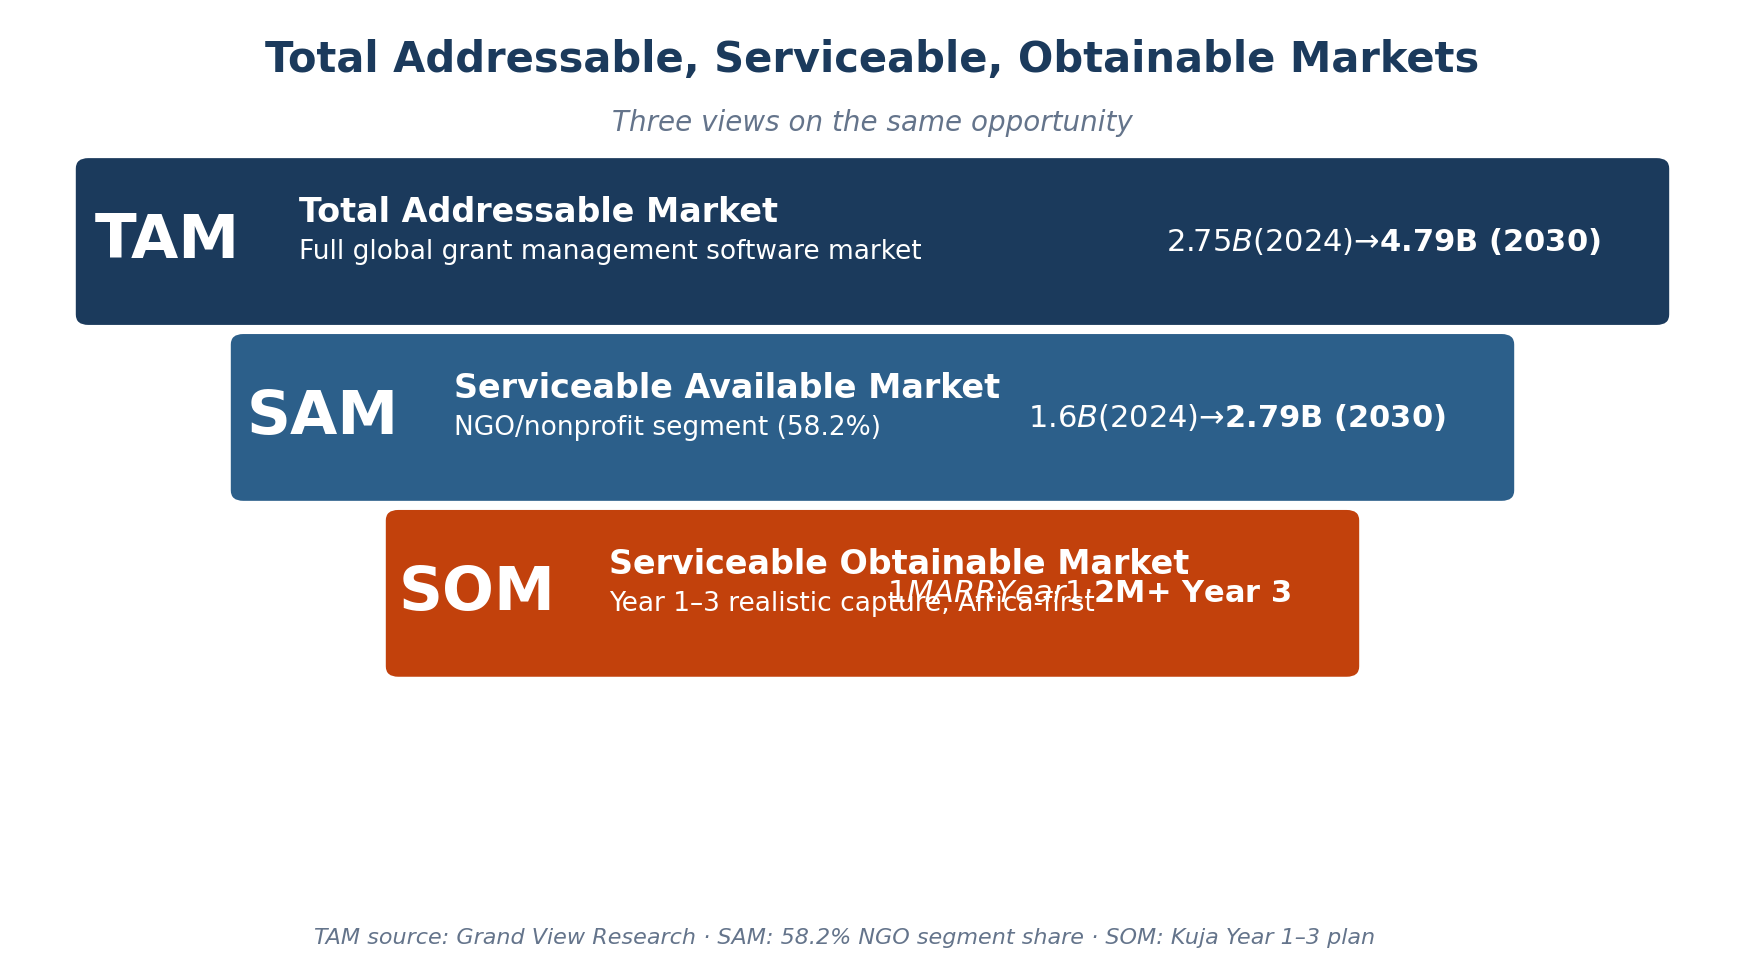 Total Addressable, Serviceable, Obtainable Markets
Three views on the same opportunity
TAM
Total Addressable Market
Full global grant management software market
2.75B(2024)→4.79B (2030)
SAM
Serviceable Available Market
NGO/nonprofit segment (58.2%)
1.6B(2024)→2.79B (2030)
SOM
Serviceable Obtainable Market
Year 1–3 realistic capture, Africa-first
1MARRYear1 2M+ Year 3
TAM source: Grand View Research · SAM: 58.2% NGO segment share · SOM: Kuja Year 1–3 plan